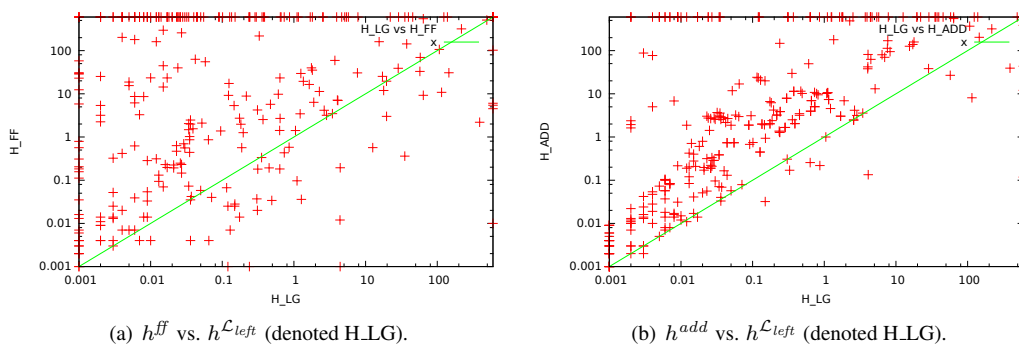 100
10
1
0.1
0.01
0.001
H_FF
H_LG vs H_FF
x
0.001 0.01 0.1 1 10 100
H_LG
(a) h^ff vs. h^ℒ_left (denoted H_LG).
100
10
1
0.1
0.01
0.001
H_ADD
H_LG vs H_ADD
x
0.001 0.01 0.1 1 10 100
H_LG
(b) h^add vs. h^ℒ_left (denoted H_LG).